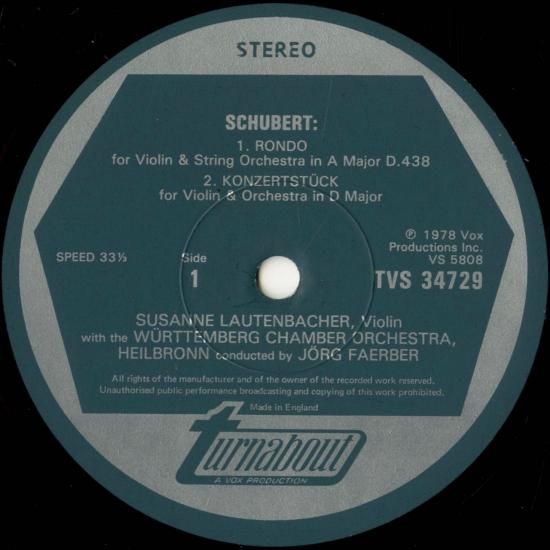 STEREO
SCHUBERT:
1. RONDO
for Violin & String Orchestra in A Major D.438
2. KONZERTSTÜCK
for Violin & Orchestra in D Major
℗ 1978 Vox
Productions Inc.
VS 5808
SPEED 33⅓
Side
1
TVS 34729
SUSANNE LAUTENBACHER, Violin
with the WÜRTTEMBERG CHAMBER ORCHESTRA,
HEILBRONN conducted by JÖRG FAERBER
All rights of the manufacturer and of the owner of the recorded work reserved.
Unauthorised public performance broadcasting and copying of this work prohibited.
Made in England
turnabout
A VOX PRODUCTION